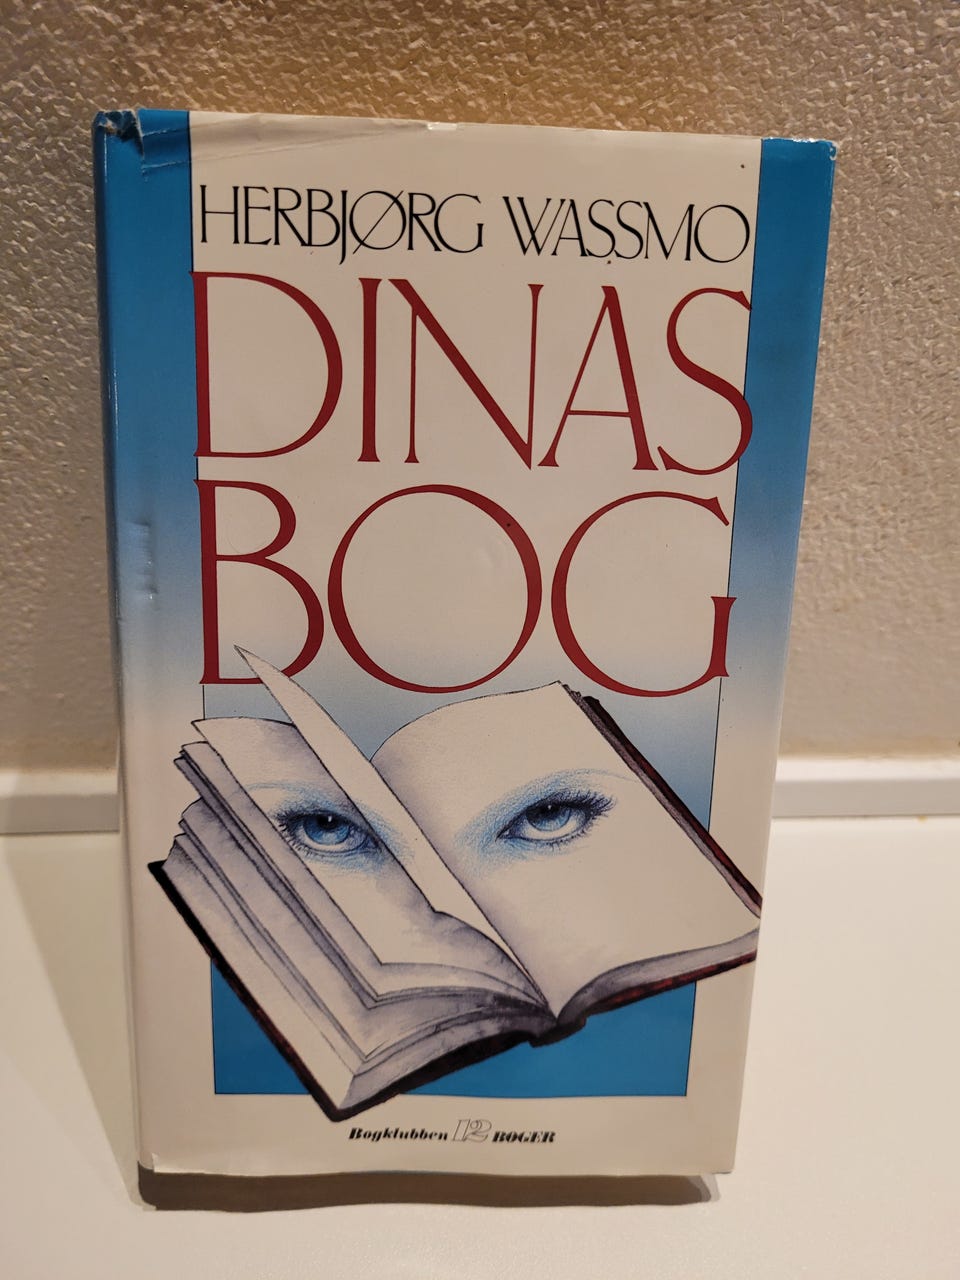 HERBJØRG WASSMO
DINAS
BOG
Bogklubben 12 BØGER